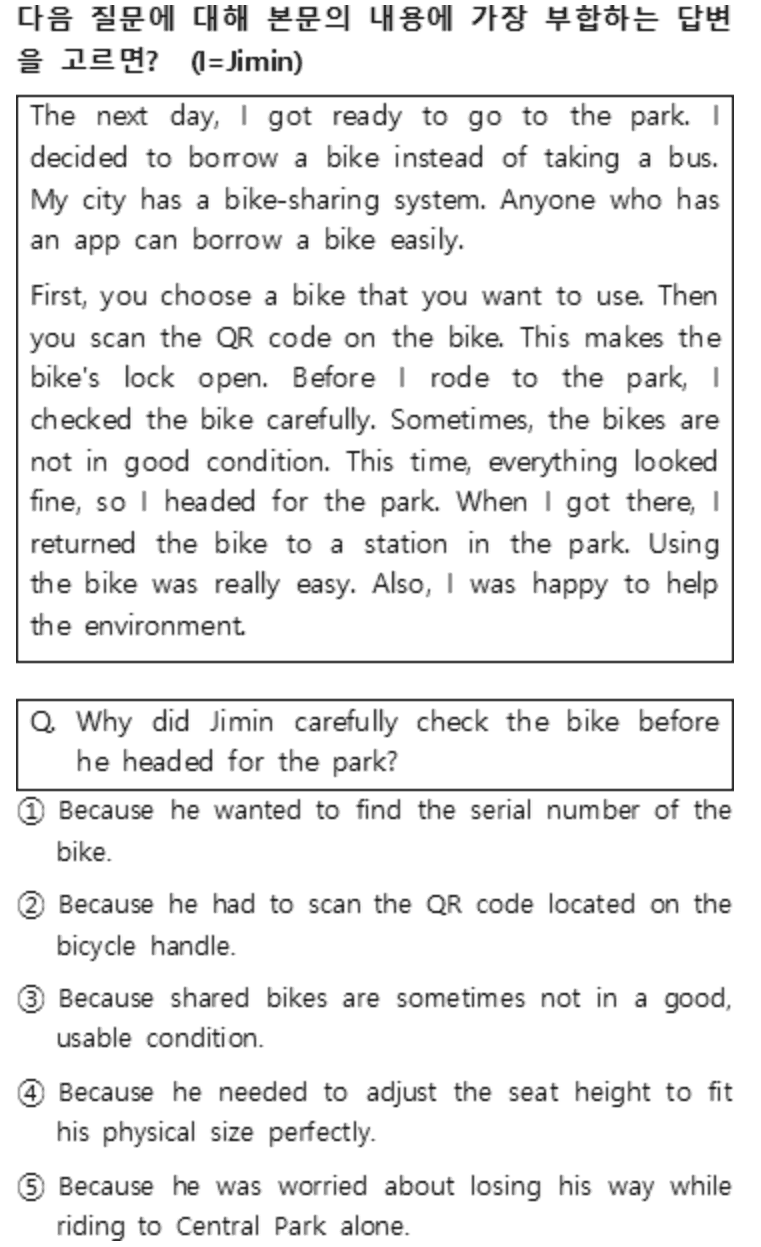 다음 질문에 대해 본문의 내용에 가장 부합하는 답변
을 고르면? (I=Jimin)
The next day, I got ready to go to the park. I
decided to borrow a bike instead of taking a bus.
My city has a bike-sharing system. Anyone who has
an app can borrow a bike easily.
First, you choose a bike that you want to use. Then
you scan the QR code on the bike. This makes the
bike's lock open. Before I rode to the park, I
checked the bike carefully. Sometimes, the bikes are
not in good condition. This time, everything looked
fine, so I headed for the park. When I got there, I
returned the bike to a station in the park. Using
the bike was really easy. Also, I was happy to help
the environment.
Q. Why did Jimin carefully check the bike before
he headed for the park?
① Because he wanted to find the serial number of the
bike.
② Because he had to scan the QR code located on the
bicycle handle.
③ Because shared bikes are sometimes not in a good,
usable condition.
④ Because he needed to adjust the seat height to fit
his physical size perfectly.
⑤ Because he was worried about losing his way while
riding to Central Park alone.